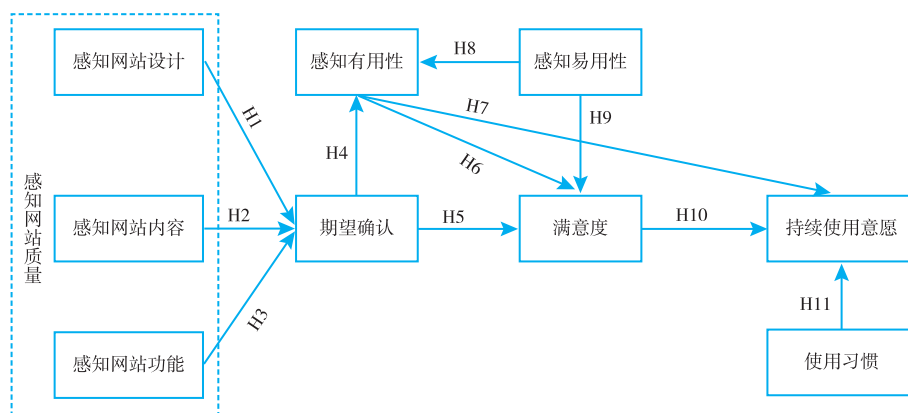 感知网站设计
感知有用性
H8
感知易用性
H1
H7
H9
H4
H6
感知网站质量
感知网站内容
H2
期望确认
H5
满意度
H10
持续使用意愿
H3
H11
感知网站功能
使用习惯